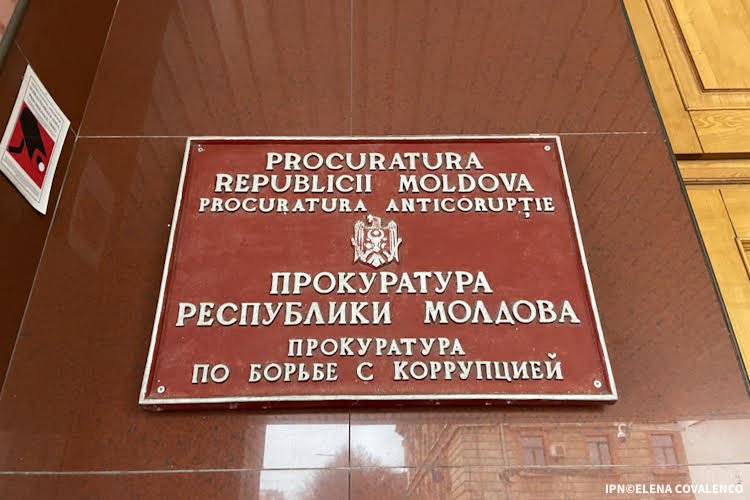 PROCURATURA
REPUBLICII MOLDOVA
PROCURATURA ANTICORUPȚIE
ПРОКУРАТУРА
РЕСПУБЛИКИ МОЛДОВА
ПРОКУРАТУРА
ПО БОРЬБЕ С КОРРУПЦИЕЙ
IPN©ELENA COVALENCO